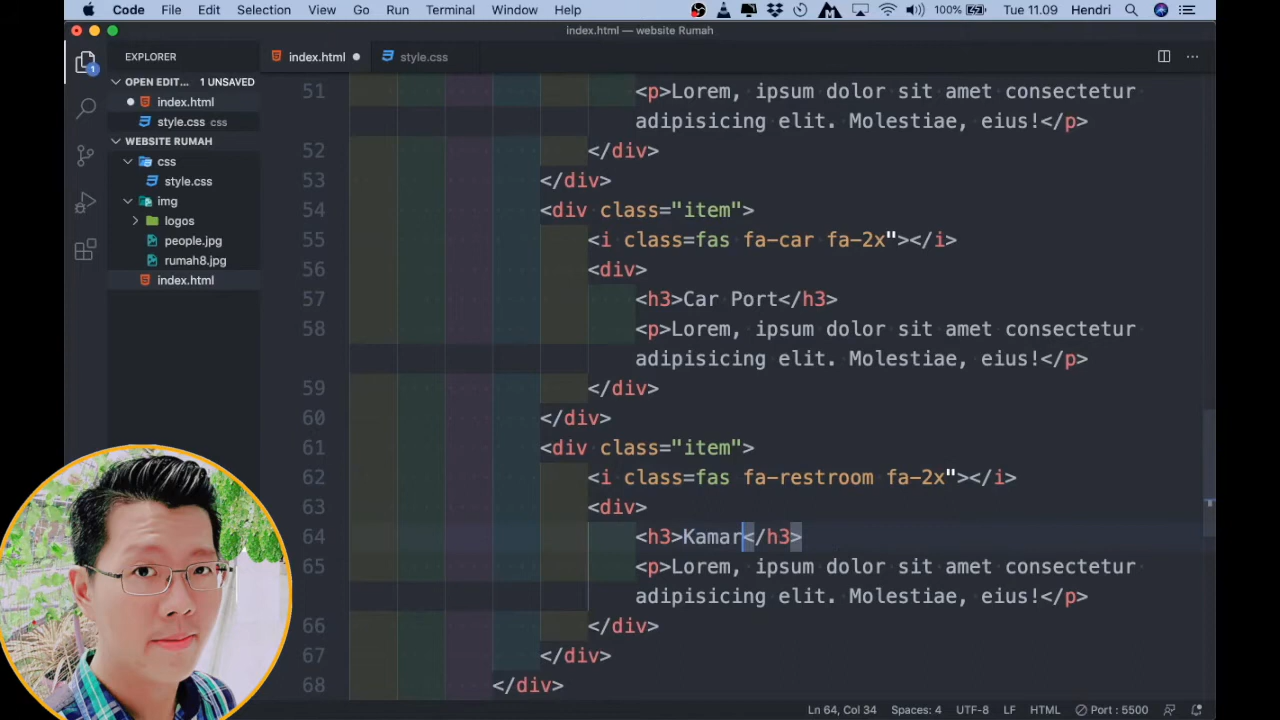 Code File Edit Selection View Go Run Terminal Window Help 100% Tue 11.09 Hendri
index.html — website Rumah
EXPLORER
index.html
style.css
OPEN EDIT... 1 UNSAVED
index.html
style.css css
WEBSITE RUMAH
css
style.css
img
logos
people.jpg
rumah8.jpg
index.html
1
51 <p>Lorem, ipsum dolor sit amet consectetur
adipisicing elit. Molestiae, eius!</p>
52 </div>
53 </div>
54 <div class="item">
55 <i class=fas fa-car fa-2x"></i>
56 <div>
57 <h3>Car Port</h3>
58 <p>Lorem, ipsum dolor sit amet consectetur
adipisicing elit. Molestiae, eius!</p>
59 </div>
60 </div>
61 <div class="item">
62 <i class=fas fa-restroom fa-2x"></i>
63 <div>
64 <h3>Kamar</h3>
65 <p>Lorem, ipsum dolor sit amet consectetur
adipisicing elit. Molestiae, eius!</p>
66 </div>
67 </div>
68 </div>
Ln 64, Col 34 Spaces: 4 UTF-8 LF HTML Port : 5500